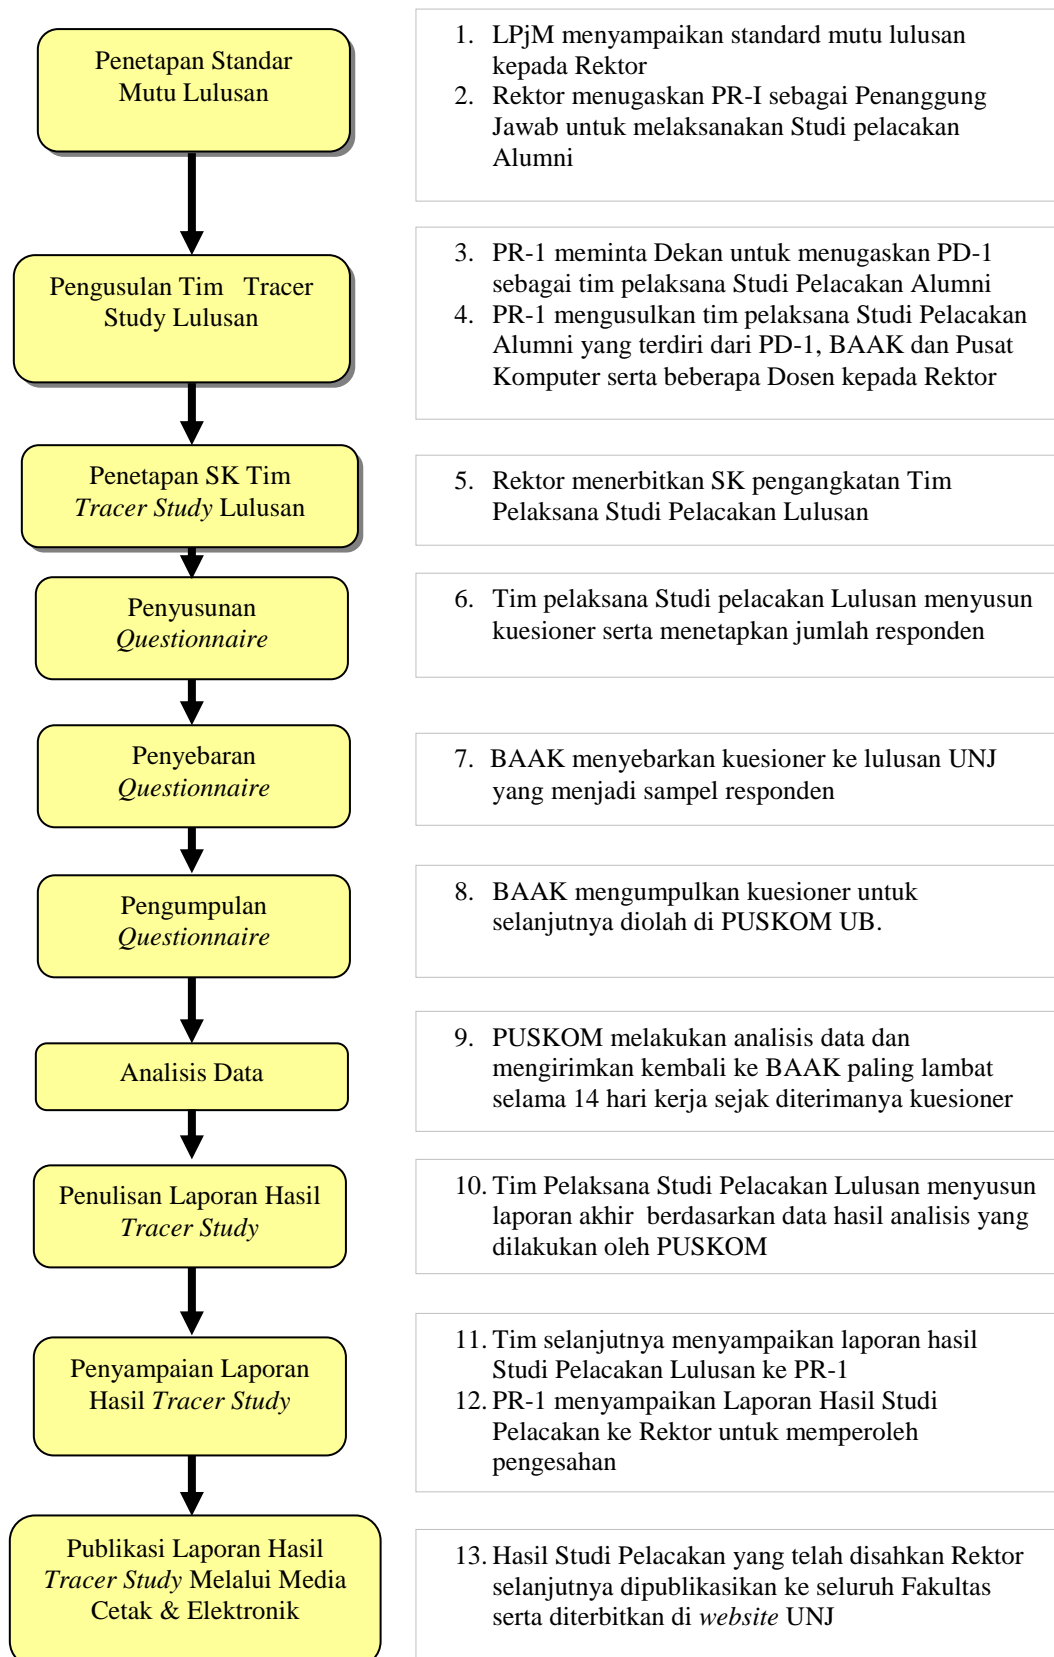 Penetapan Standar
Mutu Lulusan
1. LPjM menyampaikan standard mutu lulusan
kepada Rektor
2. Rektor menugaskan PR-I sebagai Penanggung
Jawab untuk melaksanakan Studi pelacakan
Alumni
Pengusulan Tim Tracer
Study Lulusan
3. PR-1 meminta Dekan untuk menugaskan PD-1
sebagai tim pelaksana Studi Pelacakan Alumni
4. PR-1 mengusulkan tim pelaksana Studi Pelacakan
Alumni yang terdiri dari PD-1, BAAK dan Pusat
Komputer serta beberapa Dosen kepada Rektor
Penetapan SK Tim
Tracer Study Lulusan
5. Rektor menerbitkan SK pengangkatan Tim
Pelaksana Studi Pelacakan Lulusan
Penyusunan
Questionnaire
6. Tim pelaksana Studi pelacakan Lulusan menyusun
kuesioner serta menetapkan jumlah responden
Penyebaran
Questionnaire
7. BAAK menyebarkan kuesioner ke lulusan UNJ
yang menjadi sampel responden
Pengumpulan
Questionnaire
8. BAAK mengumpulkan kuesioner untuk
selanjutnya diolah di PUSKOM UB.
Analisis Data
9. PUSKOM melakukan analisis data dan
mengirimkan kembali ke BAAK paling lambat
selama 14 hari kerja sejak diterimanya kuesioner
Penulisan Laporan Hasil
Tracer Study
10. Tim Pelaksana Studi Pelacakan Lulusan menyusun
laporan akhir berdasarkan data hasil analisis yang
dilakukan oleh PUSKOM
Penyampaian Laporan
Hasil Tracer Study
11. Tim selanjutnya menyampaikan laporan hasil
Studi Pelacakan Lulusan ke PR-1
12. PR-1 menyampaikan Laporan Hasil Studi
Pelacakan ke Rektor untuk memperoleh
pengesahan
Publikasi Laporan Hasil
Tracer Study Melalui Media
Cetak & Elektronik
13. Hasil Studi Pelacakan yang telah disahkan Rektor
selanjutnya dipublikasikan ke seluruh Fakultas
serta diterbitkan di website UNJ